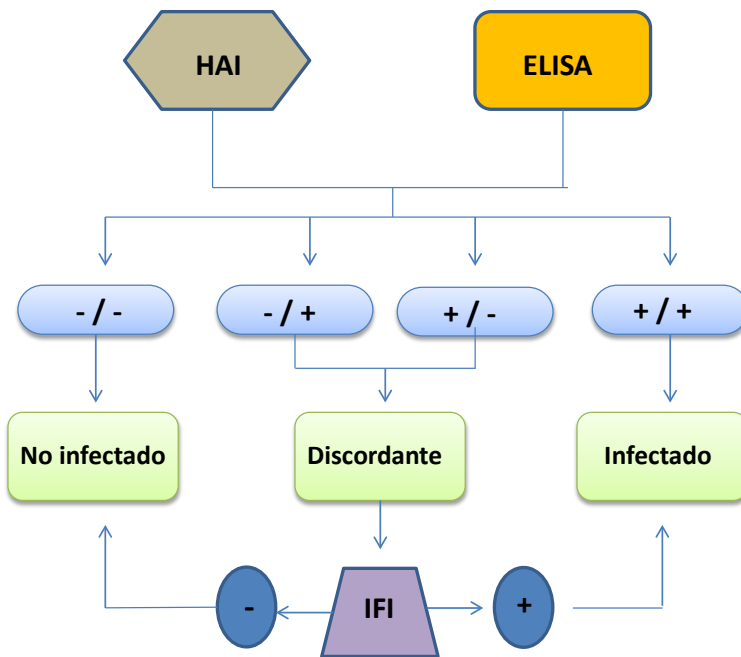 HAI
ELISA
- / -
- / +
+ / -
+ / +
No infectado
Discordante
Infectado
-
IFI
+